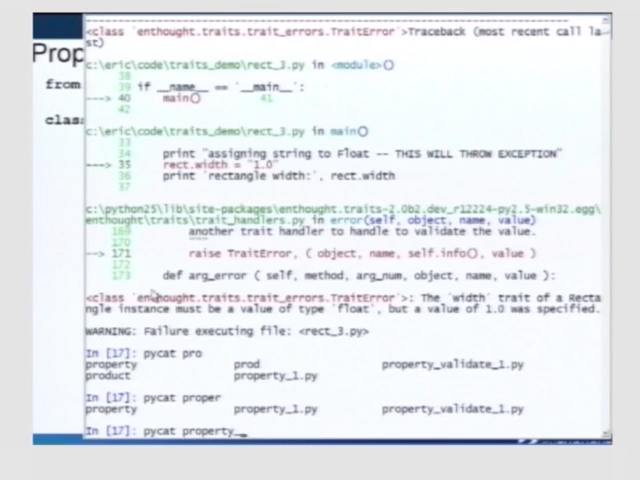 <class 'enthought.traits.trait_errors.TraitError'>Traceback (most recent call la
st)
Prop
c:\eric\code\traits_demo\rect_3.py in <module>()
38
from
39 if __name__ == '__main__':
---> 40     main()
41
42
class
c:\eric\code\traits_demo\rect_3.py in main()
33
34     print "assigning string to Float -- THIS WILL THROW EXCEPTION"
---> 35     rect.width = "1.0"
36     print 'rectangle width:', rect.width
37
c:\python25\lib\site-packages\enthought.traits-2.0b2.dev_r12224-py2.5-win32.egg\
enthought\traits\trait_handlers.py in error(self, object, name, value)
169         another trait handler to handle to validate the value.
170         """
--> 171         raise TraitError, ( object, name, self.info(), value )
172
173     def arg_error ( self, method, arg_num, object, name, value ):
<class 'enthought.traits.trait_errors.TraitError'>: The 'width' trait of a Recta
ngle instance must be a value of type 'float', but a value of 1.0 was specified.
WARNING: Failure executing file: <rect_3.py>
In [17]: pycat pro
property prod property_validate_1.py
product property_1.py
In [17]: pycat proper
property property_1.py property_validate_1.py
In [17]: pycat property_